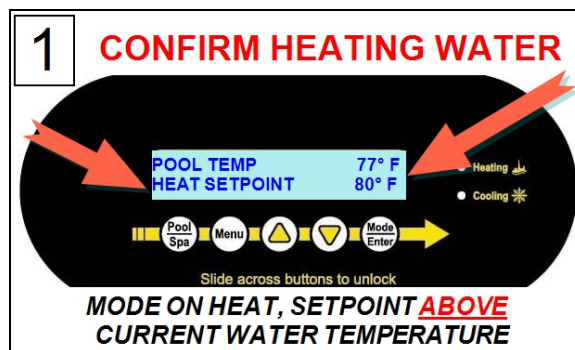 1 CONFIRM HEATING WATER
POOL TEMP 77° F
HEAT SETPOINT 80° F
Heating
Cooling
Pool Spa Menu Mode Enter
Slide across buttons to unlock
MODE ON HEAT, SETPOINT ABOVE
CURRENT WATER TEMPERATURE